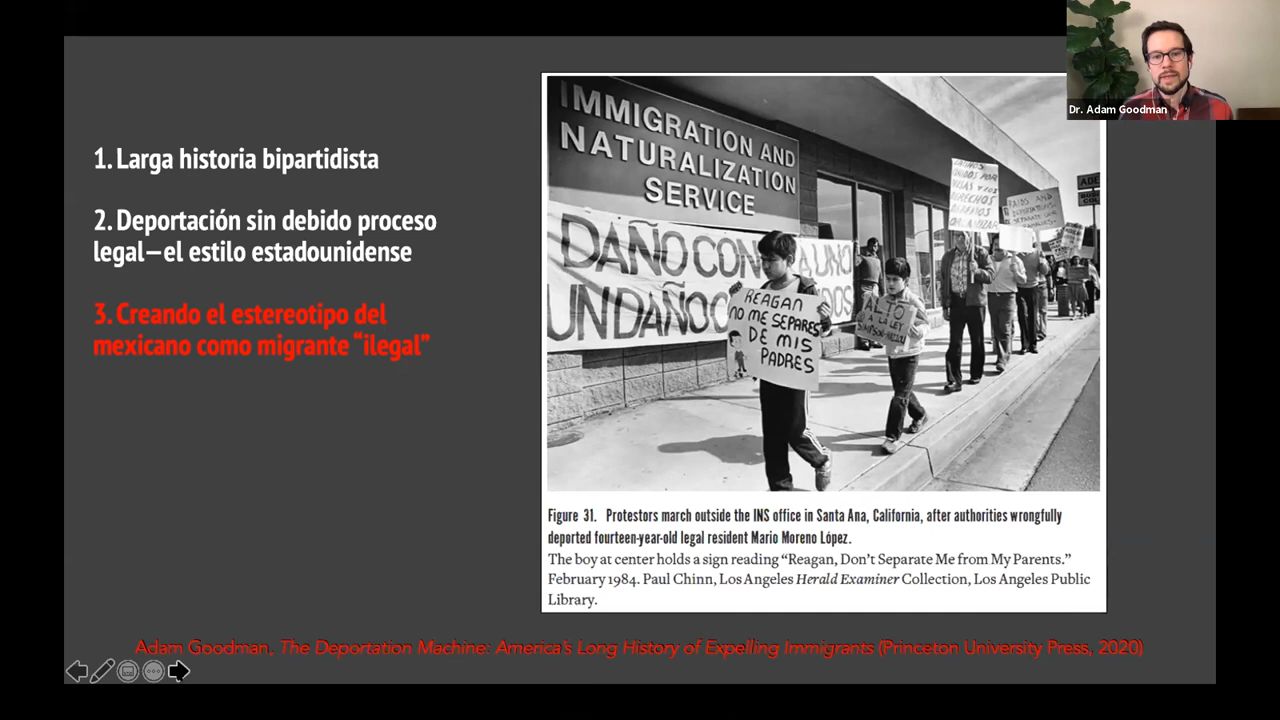 Dr. Adam Goodman
1. Larga historia bipartidista
2. Deportación sin debido proceso
legal—el estilo estadounidense
3. Creando el estereotipo del
mexicano como migrante “ilegal”
IMMIGRATION AND
NATURALIZATION
SERVICE
DAÑO CON A UNO
UN DAÑO DOS
REAGAN
NO ME SEPARES
DE MIS
PADRES
ALTO
A LA LEY
Figure 31. Protestors march outside the INS office in Santa Ana, California, after authorities wrongfully
deported fourteen-year-old legal resident Mario Moreno López.
The boy at center holds a sign reading “Reagan, Don’t Separate Me from My Parents.”
February 1984. Paul Chinn, Los Angeles Herald Examiner Collection, Los Angeles Public
Library.
Adam Goodman, The Deportation Machine: America’s Long History of Expelling Immigrants (Princeton University Press, 2020)